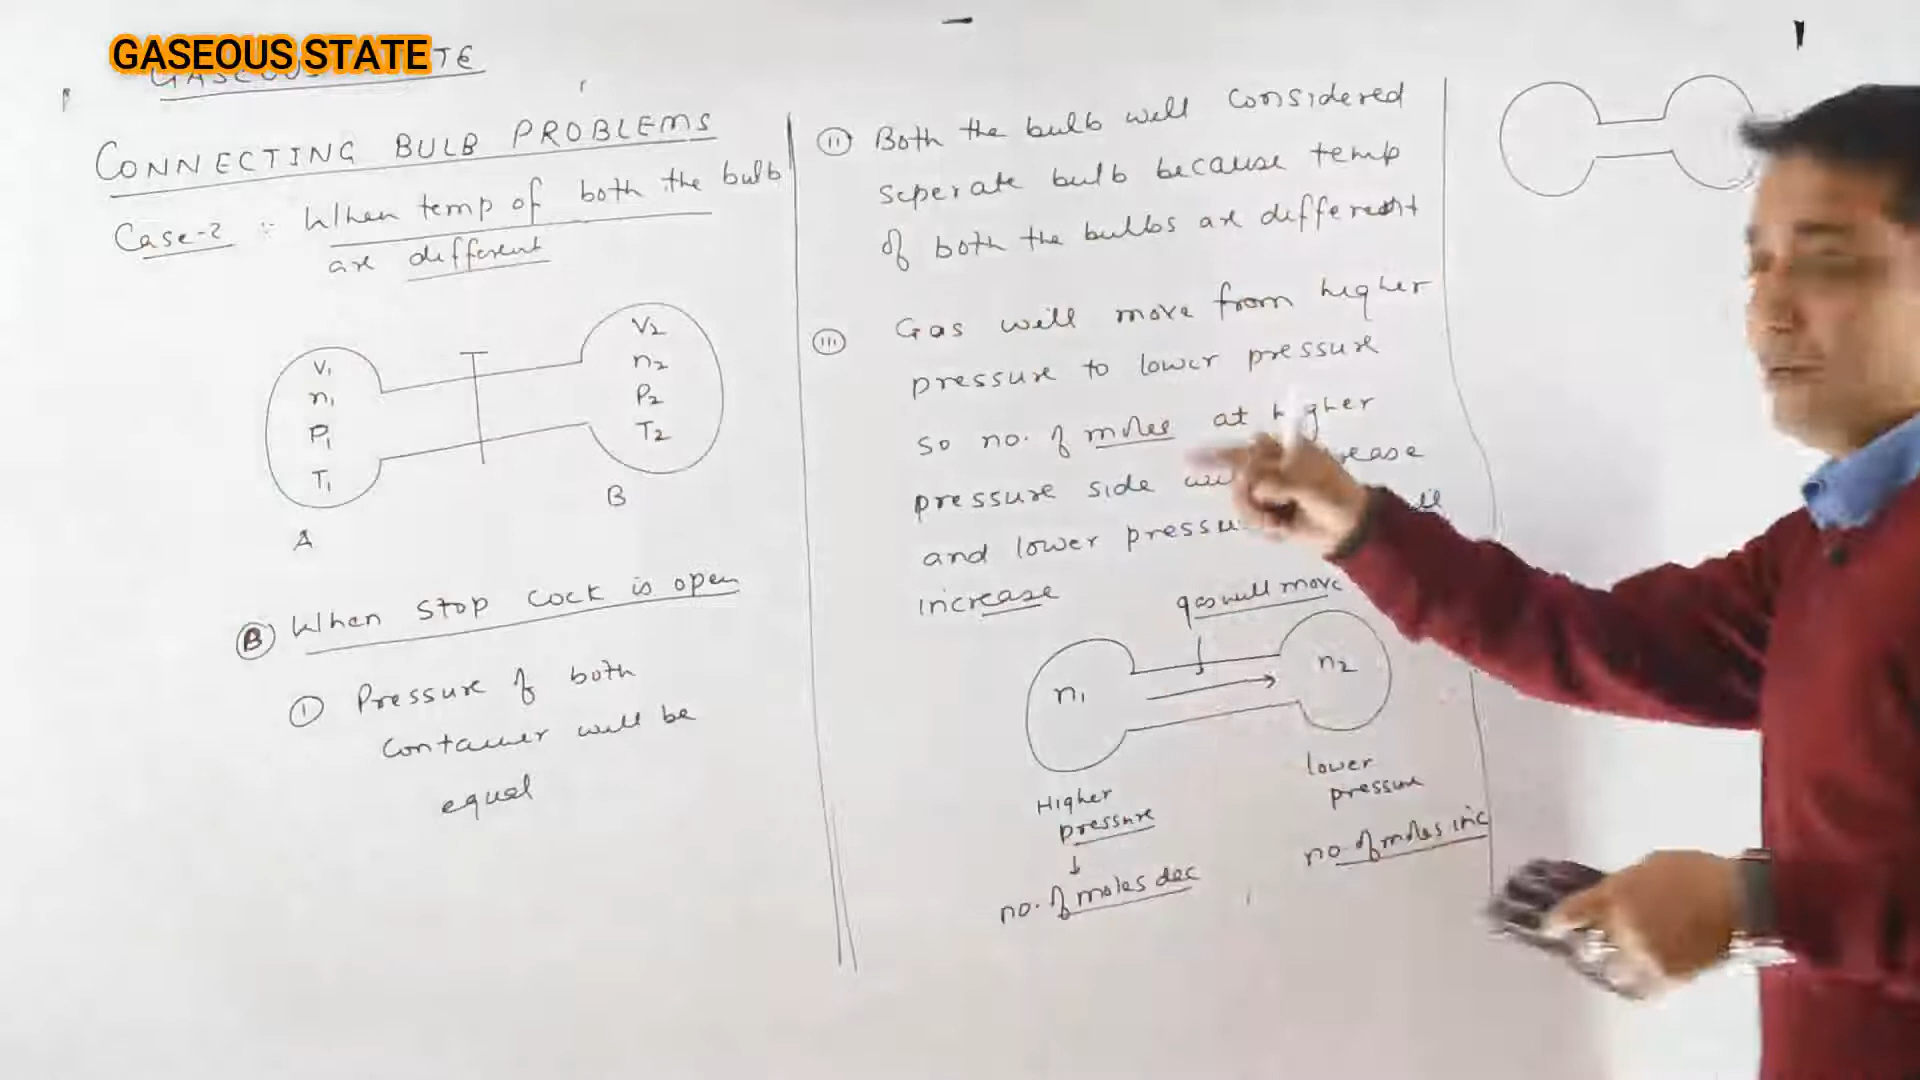 GASEOUS STATE
TE
CONNECTING BULB PROBLEMS
Case-2 :- When temp of both the bulb
are different
V1
n1
P1
T1
A
V2
n2
P2
T2
B
(B) When stop cock is open
(I) Pressure of both
container will be
equal
(II) Both the bulb will considered
seperate bulb because temp
of both the bulbs are different
(III) Gas will move from higher
pressure to lower pressure
so no. of moles at higher
pressure side
and lower
increase
gas will move
n1
n2
Higher
pressure
↓
no. of moles dec
lower
pressure
no. of moles inc